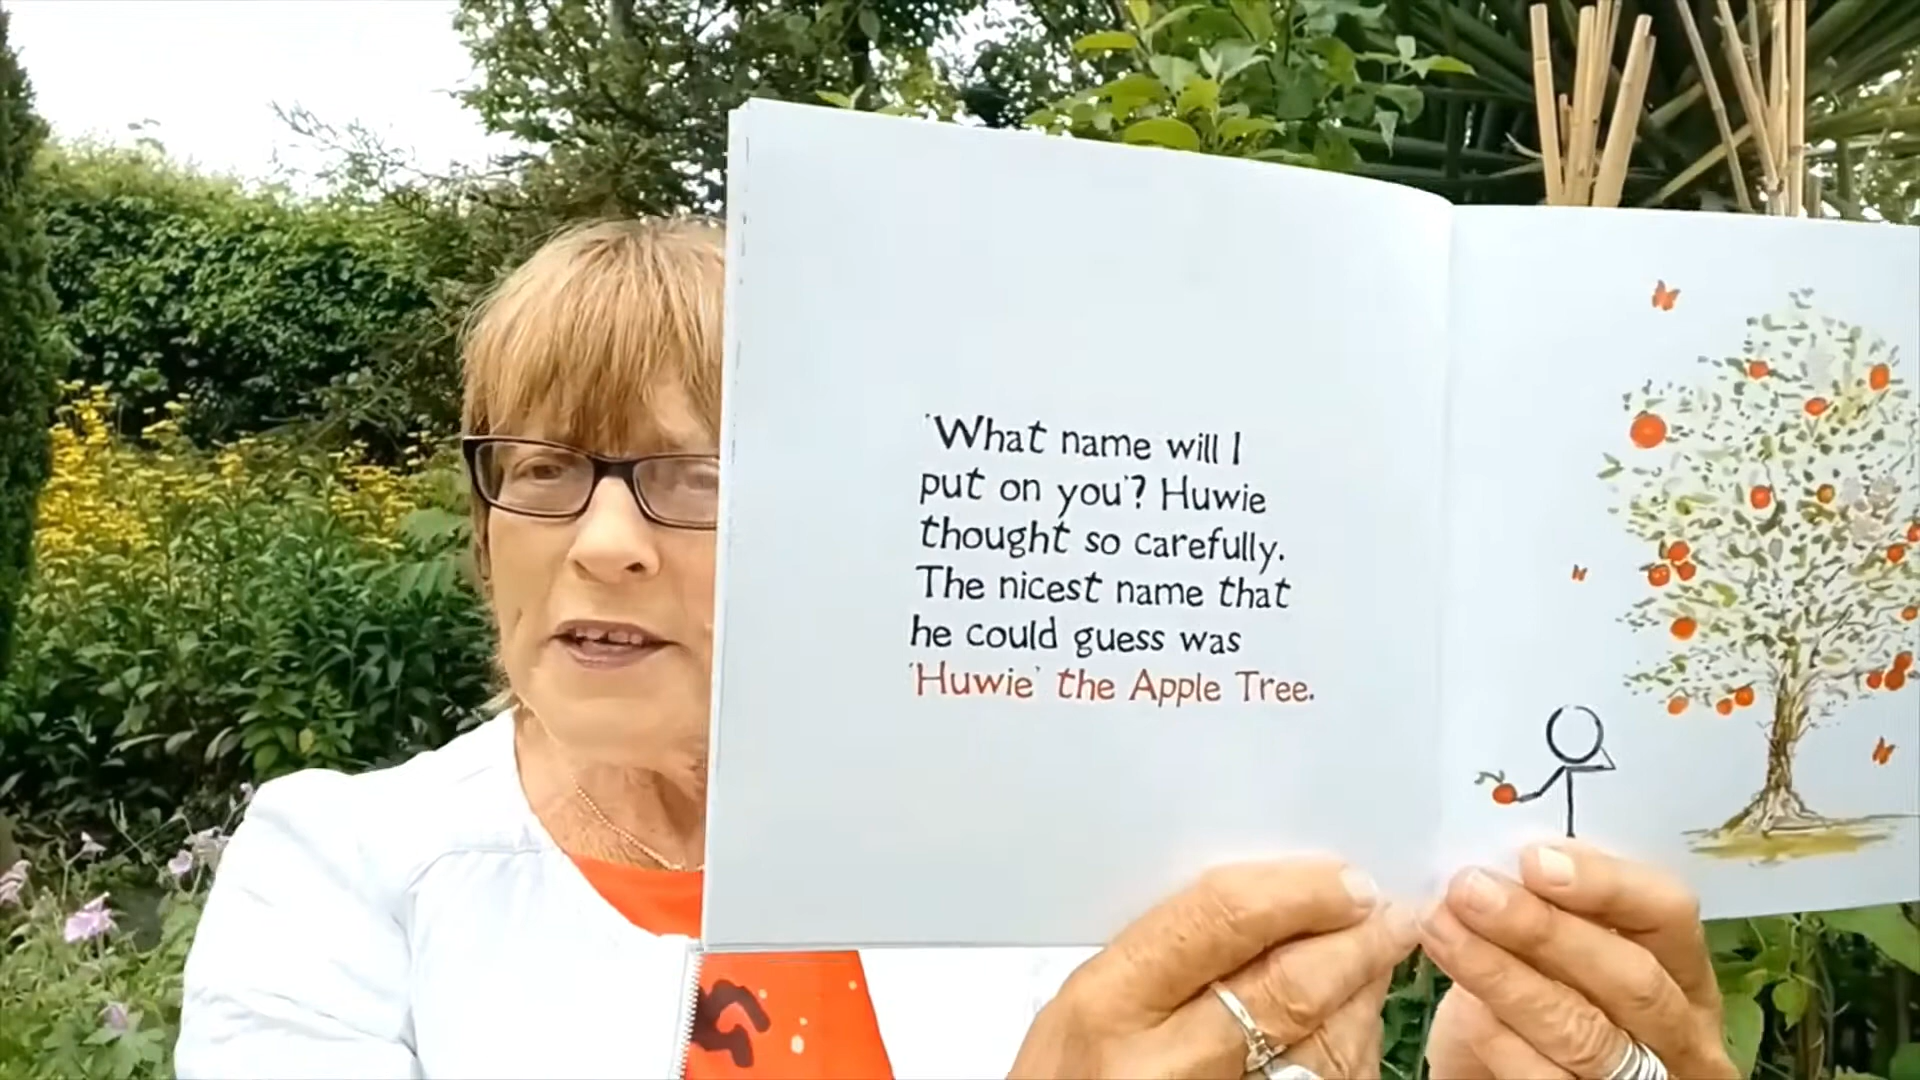 'What name will I
put on you'? Huwie
thought so carefully.
The nicest name that
he could guess was
'Huwie' the Apple Tree.